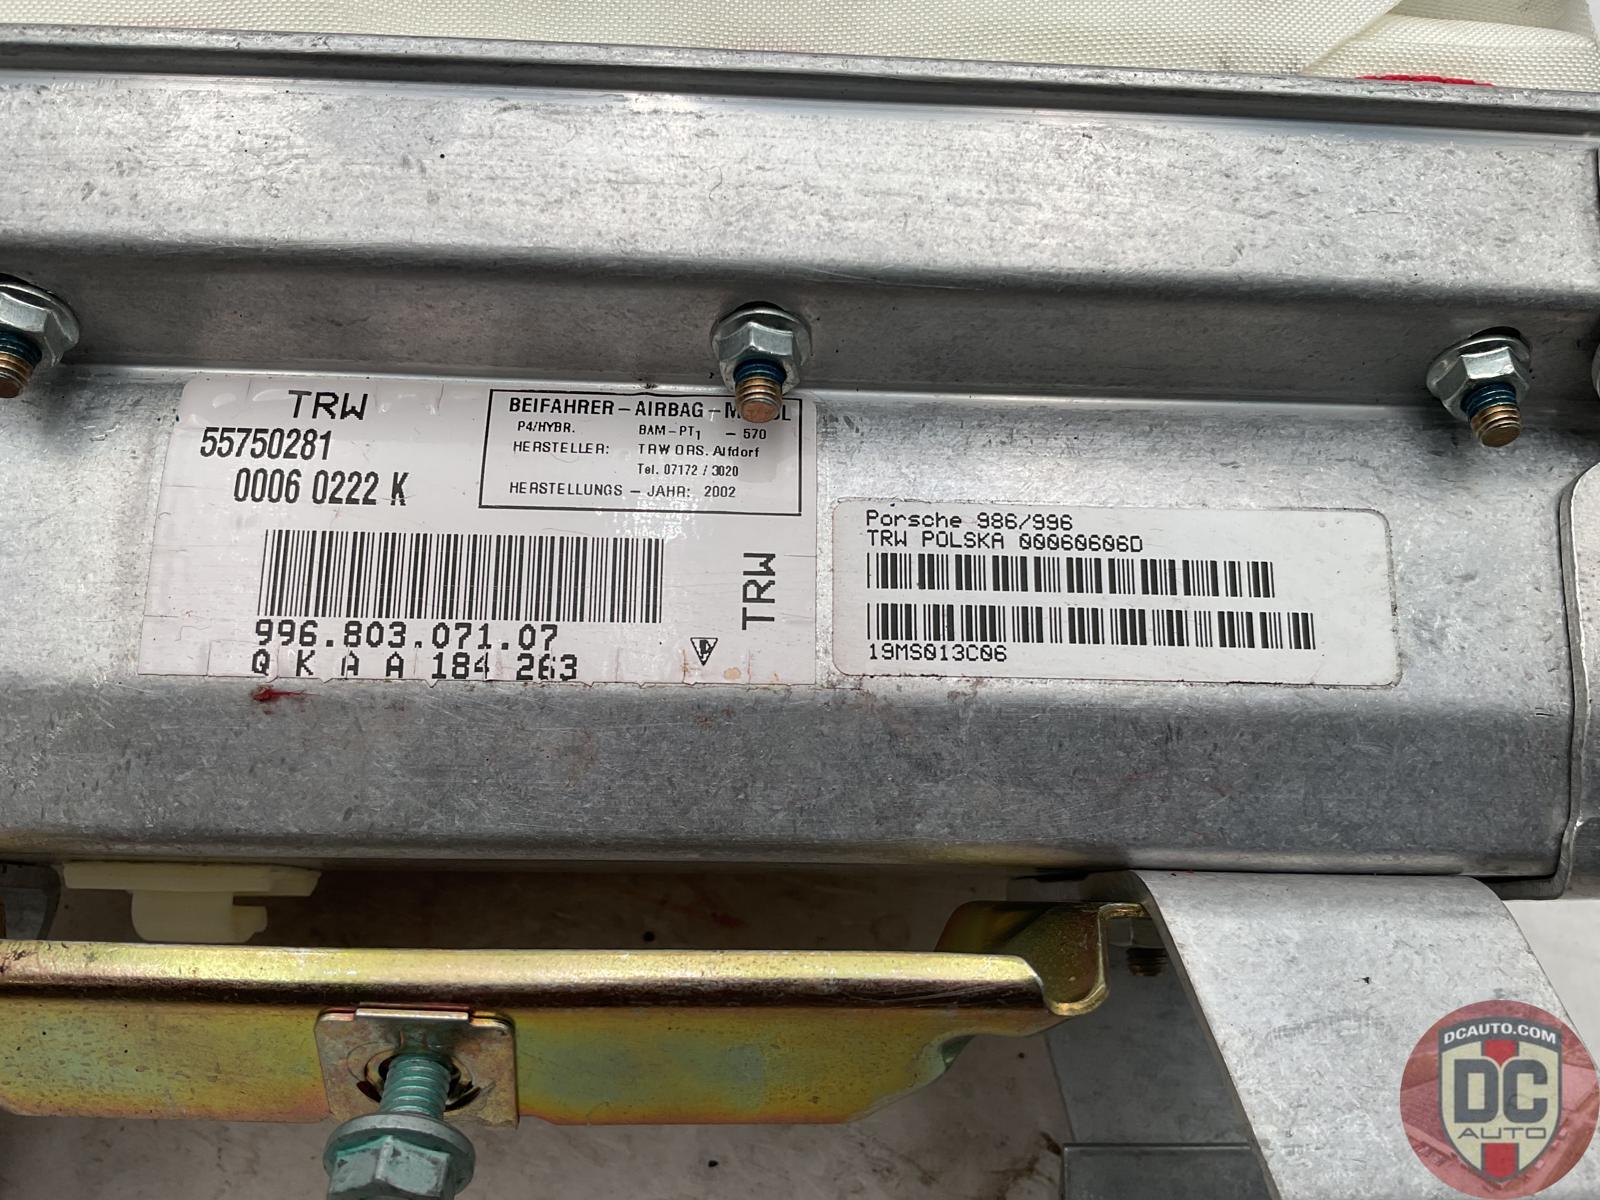 TRW
55750281
0006 0222 K
BEIFAHRER-AIRBAG-
P4/HYBR. BAM-PT1 - 570
HERSTELLER: TRW ORS. Alfdorf
Tel. 07172 / 3020
HERSTELLUNGS - JAHR: 2002
996.803.071.07
Q K A A 184 263
TRW
Porsche 986/996
TRW POLSKA 00060606D
19MS013C06
DCAUTO.COM
DC
AUTO